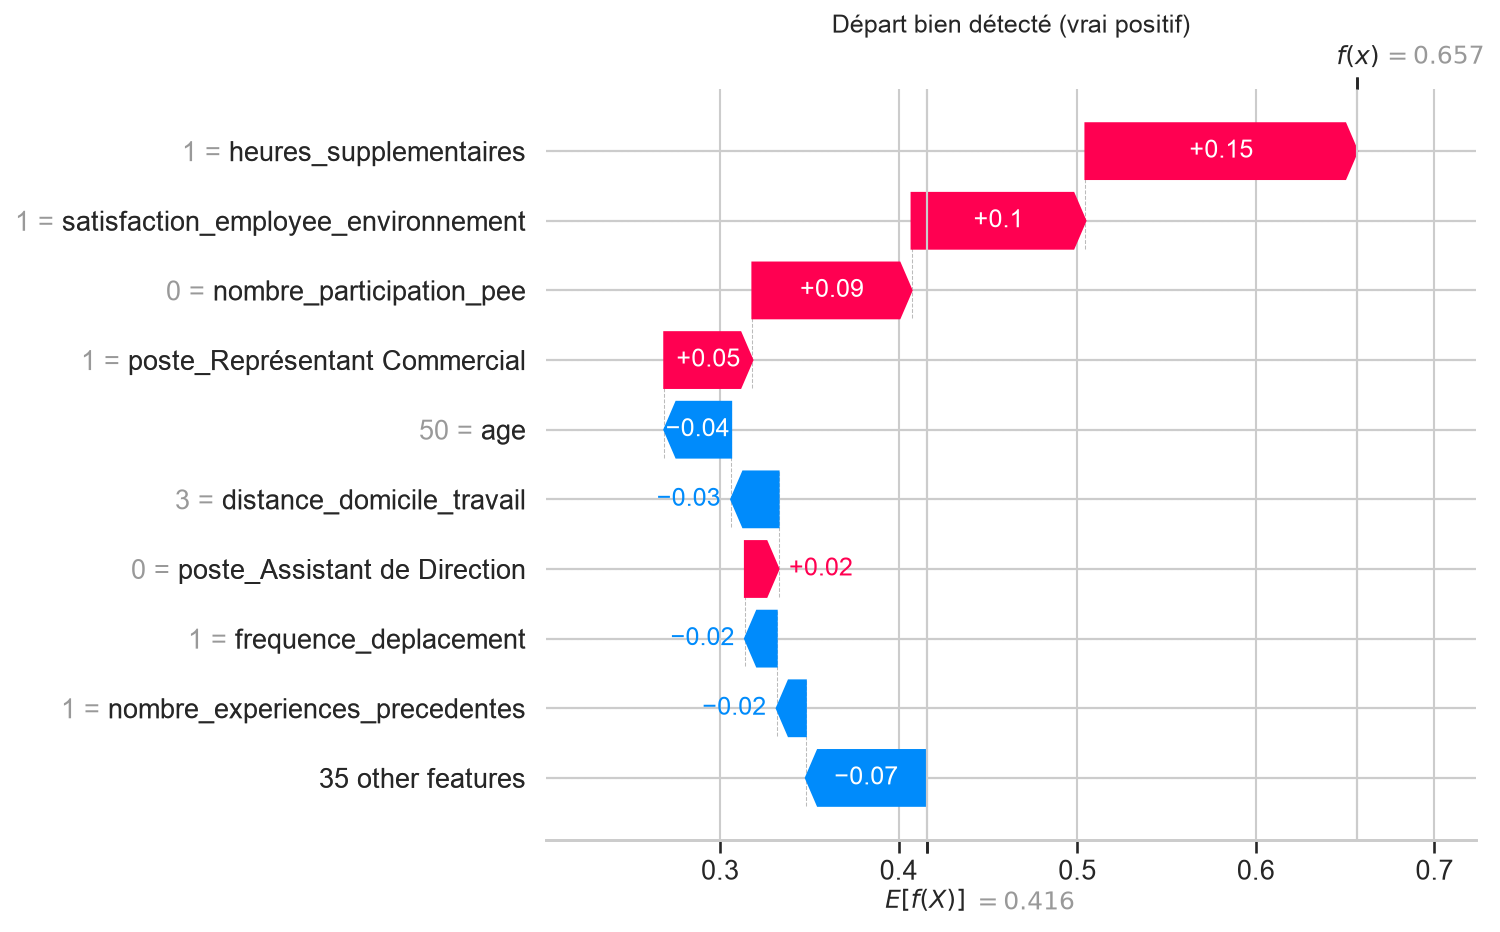 Départ bien détecté (vrai positif)
f(x) = 0.657
1 = heures_supplementaires +0.15
1 = satisfaction_employee_environnement +0.1
0 = nombre_participation_pee +0.09
1 = poste_Représentant Commercial +0.05
50 = age −0.04
3 = distance_domicile_travail −0.03
0 = poste_Assistant de Direction +0.02
1 = frequence_deplacement −0.02
1 = nombre_experiences_precedentes −0.02
35 other features −0.07
0.3 0.4 0.5 0.6 0.7
E[f(X)] = 0.416